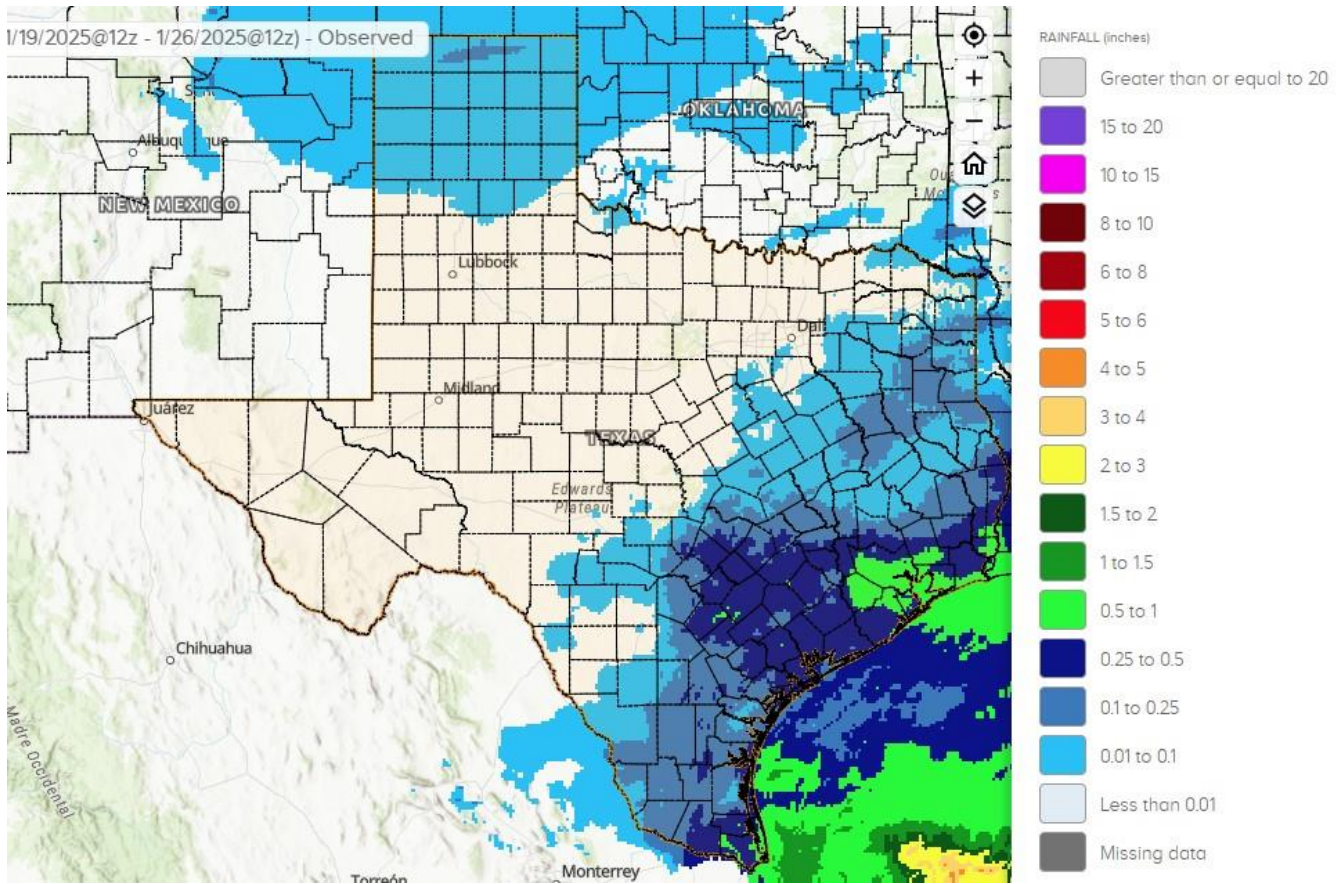 1/19/2025@12z - 1/26/2025@12z) - Observed
Albuq que
NEW MEXICO
OKLAHOMA
Lubbock
Dall
Midland
Juárez
TEXAS
Edwards
Plateau
Chihuahua
Madre Occidental
Monterrey
Torreón
RAINFALL (inches)
Greater than or equal to 20
15 to 20
10 to 15
8 to 10
6 to 8
5 to 6
4 to 5
3 to 4
2 to 3
1.5 to 2
1 to 1.5
0.5 to 1
0.25 to 0.5
0.1 to 0.25
0.01 to 0.1
Less than 0.01
Missing data